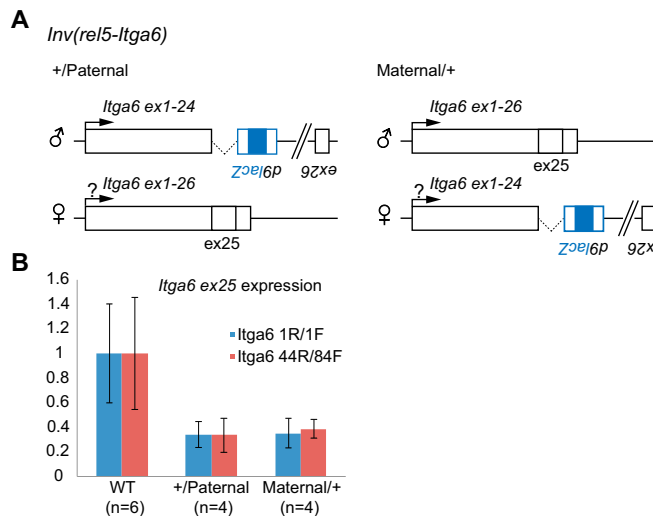 A
Inv(rel5-Itga6)
+/Paternal
Maternal/+
♂
Itga6 ex1-24
d9lacZ
ex26
♂
Itga6 ex1-26
ex25
♀
?
Itga6 ex1-26
ex25
♀
?
Itga6 ex1-24
d9lacZ
ex26
B
Itga6 ex25 expression
1.6
1.4
1.2
1
0.8
0.6
0.4
0.2
0
Itga6 1R/1F
Itga6 44R/84F
WT
(n=6)
+/Paternal
(n=4)
Maternal/+
(n=4)